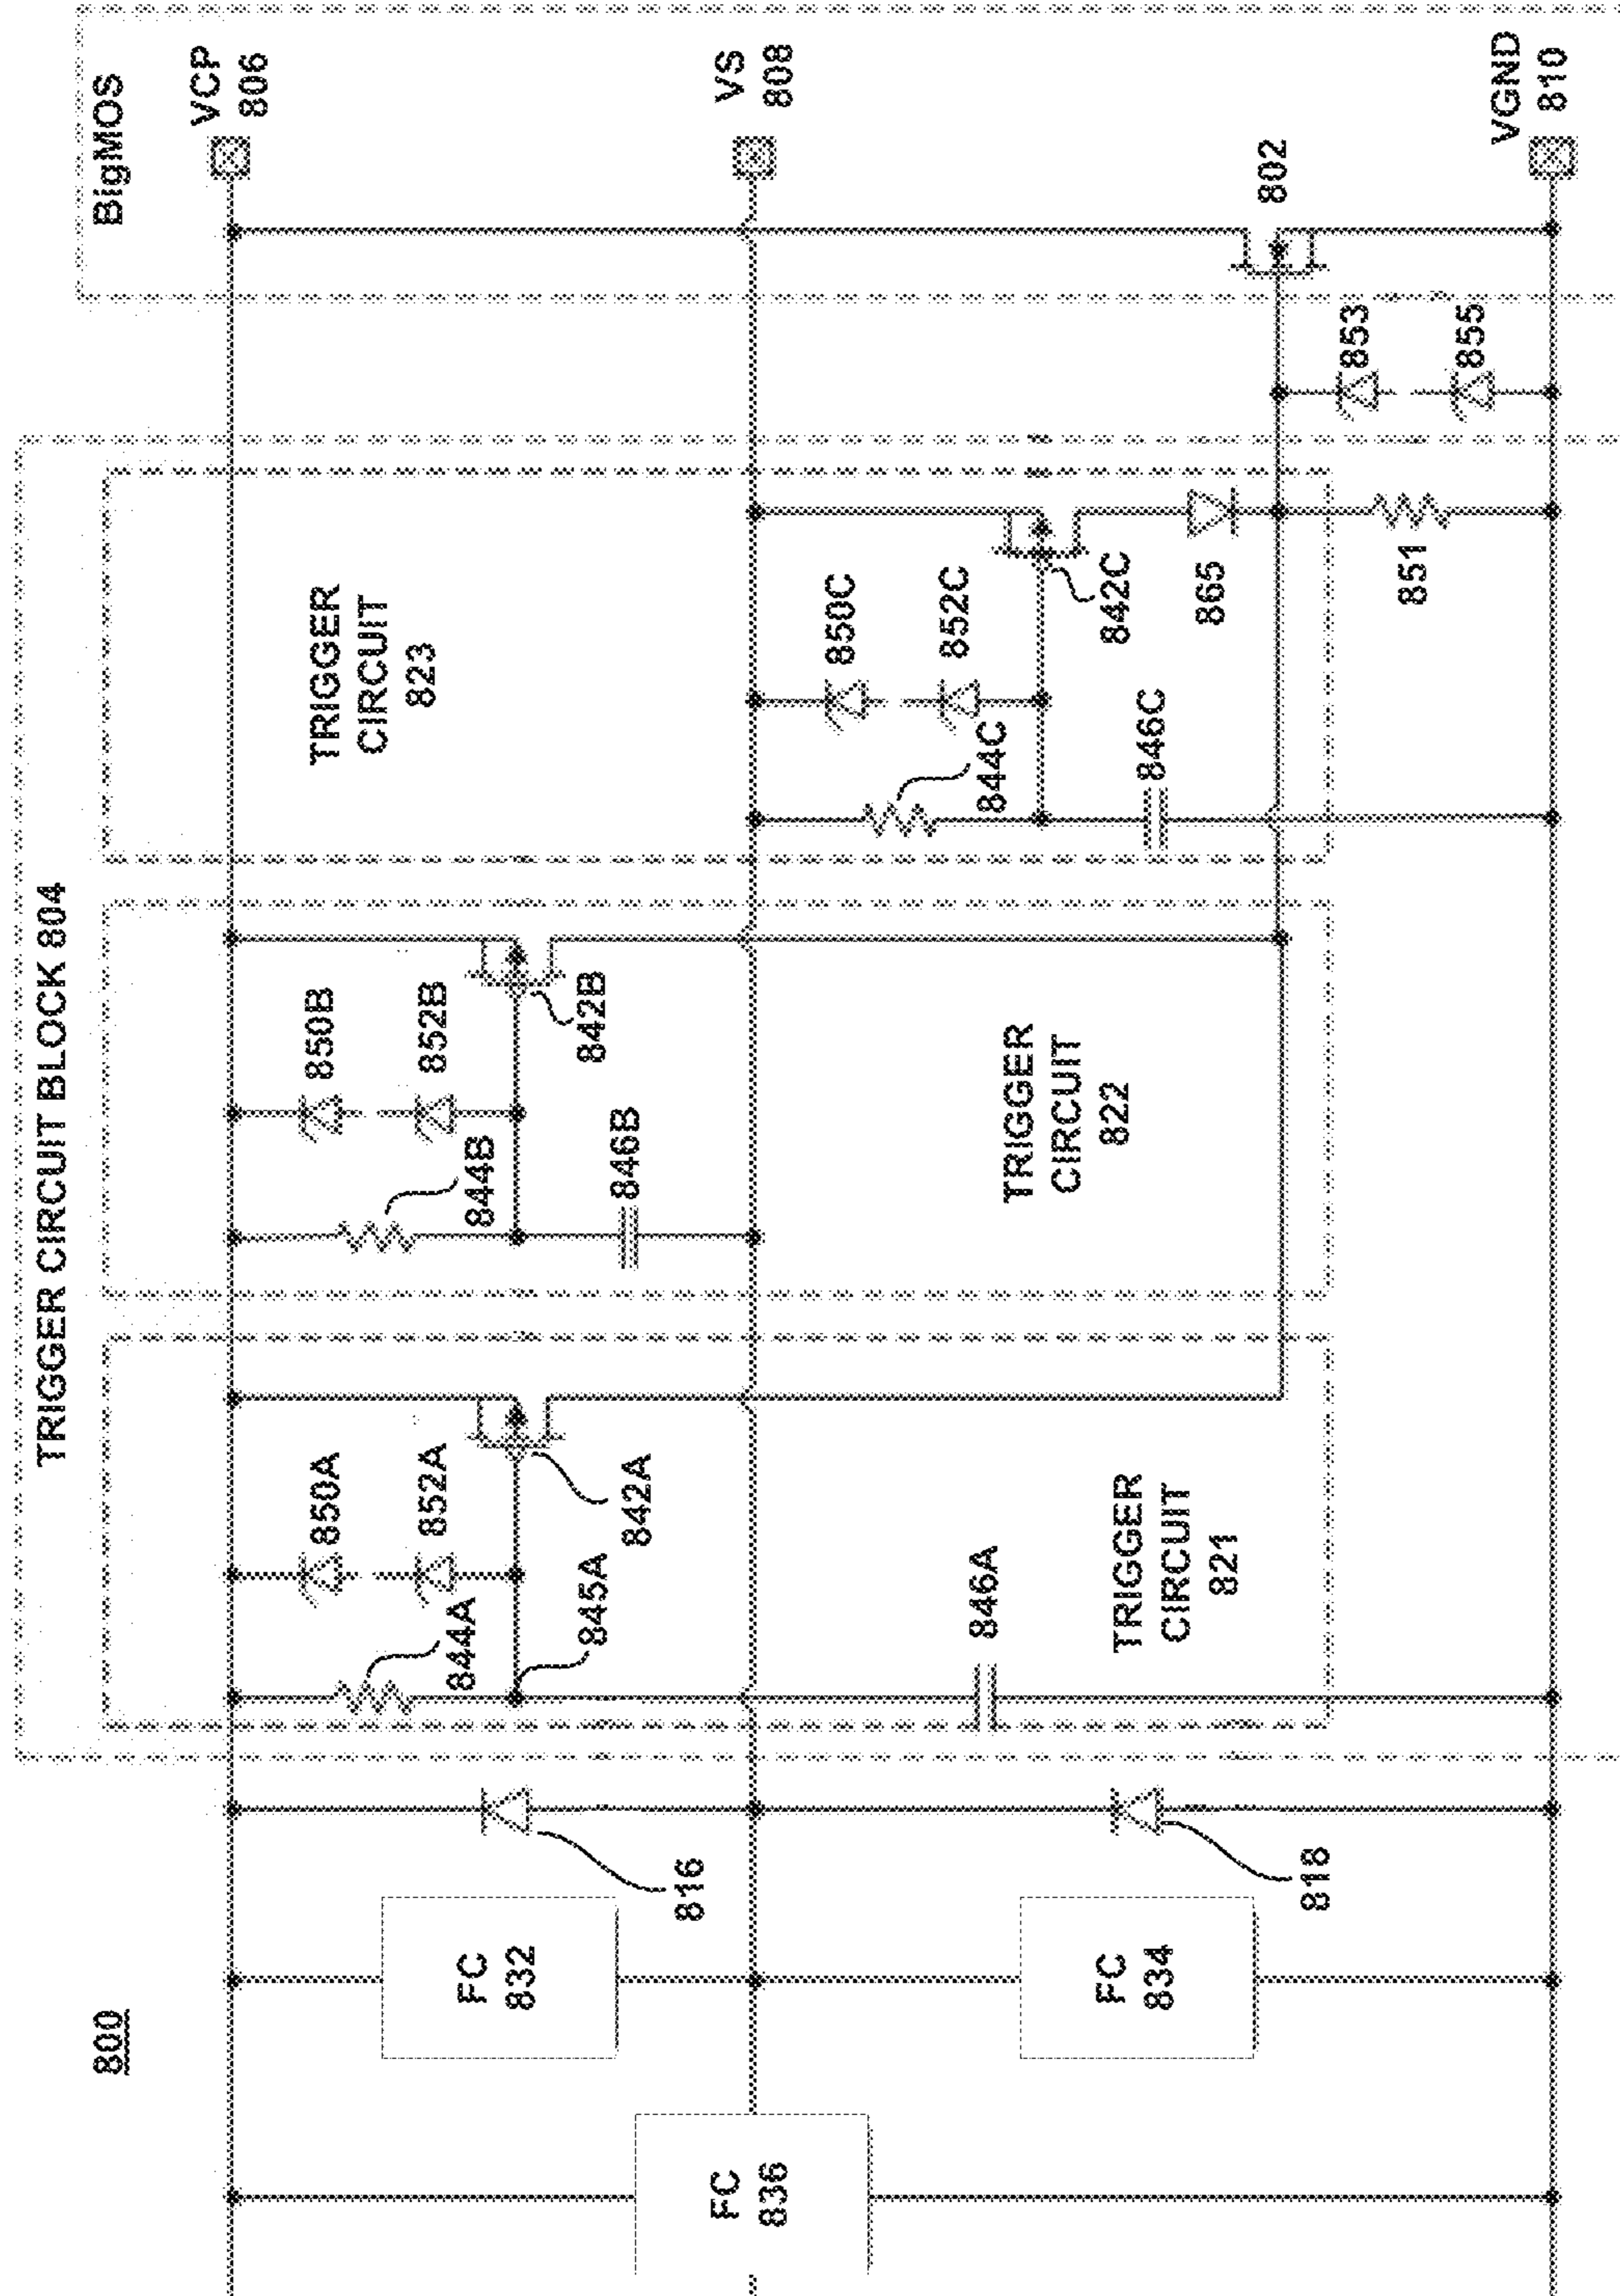 800
TRIGGER CIRCUIT BLOCK 804
BigMOS
VCP
806
VS
808
VGND
810
FC
836
FC
832
FC
834
816
818
844A
850A
852A
845A
842A
846A
TRIGGER
CIRCUIT
821
844B
850B
852B
842B
846B
TRIGGER
CIRCUIT
822
TRIGGER
CIRCUIT
823
844C
850C
852C
842C
846C
865
851
853
855
802